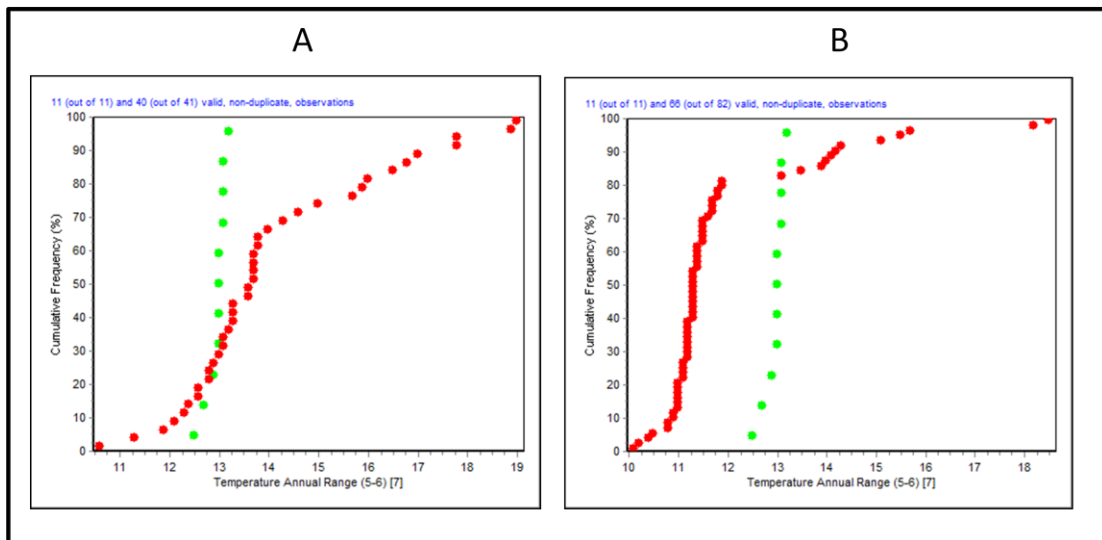 A
B
11 (out of 11) and 40 (out of 41) valid, non-duplicate, observations
100
90
80
70
60
50
40
30
20
10
0
Cumulative Frequency (%)
11 12 13 14 15 16 17 18 19
Temperature Annual Range (5-6) [7]
11 (out of 11) and 66 (out of 82) valid, non-duplicate, observations
100
90
80
70
60
50
40
30
20
10
0
Cumulative Frequency (%)
10 11 12 13 14 15 16 17 18
Temperature Annual Range (5-6) [7]